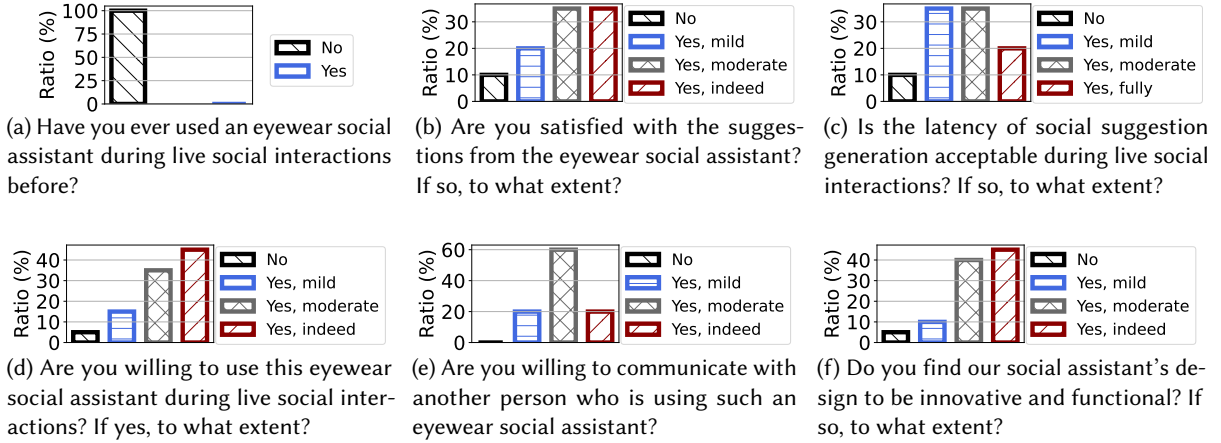 Ratio (%)
100
75
50
25
0
No
Yes
(a) Have you ever used an eyewear social
assistant during live social interactions
before?
Ratio (%)
30
20
10
0
No
Yes, mild
Yes, moderate
Yes, indeed
(b) Are you satisfied with the sugges-
tions from the eyewear social assistant?
If so, to what extent?
Ratio (%)
30
20
10
0
No
Yes, mild
Yes, moderate
Yes, fully
(c) Is the latency of social suggestion
generation acceptable during live social
interactions? If so, to what extent?
Ratio (%)
40
30
20
10
0
No
Yes, mild
Yes, moderate
Yes, indeed
(d) Are you willing to use this eyewear
social assistant during live social inter-
actions? If yes, to what extent?
Ratio (%)
60
40
20
0
No
Yes, mild
Yes, moderate
Yes, indeed
(e) Are you willing to communicate with
another person who is using such an
eyewear social assistant?
Ratio (%)
40
30
20
10
0
No
Yes, mild
Yes, moderate
Yes, indeed
(f) Do you find our social assistant's de-
sign to be innovative and functional? If
so, to what extent?